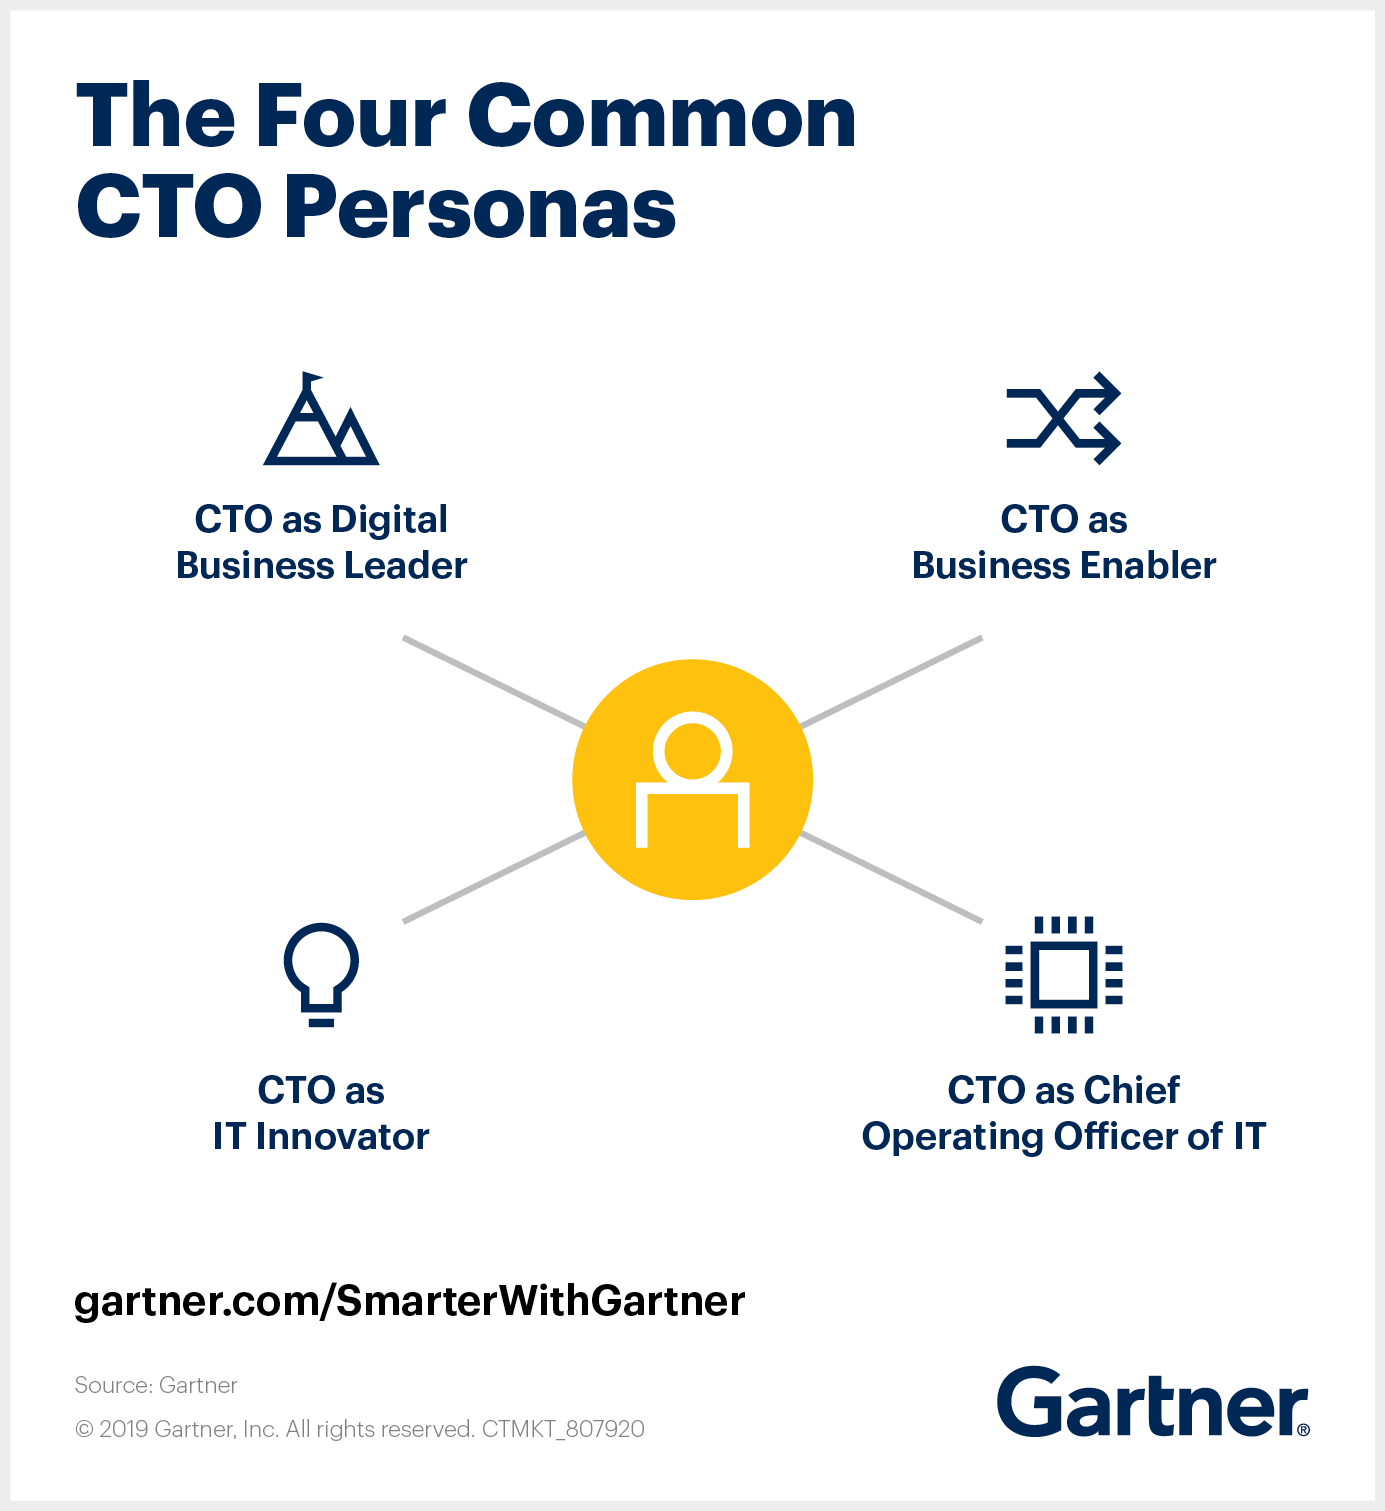 The Four Common
CTO Personas
CTO as Digital
Business Leader
CTO as
Business Enabler
CTO as
IT Innovator
CTO as Chief
Operating Officer of IT
gartner.com/SmarterWithGartner
Source: Gartner
© 2019 Gartner, Inc. All rights reserved. CTMKT_807920
Gartner®